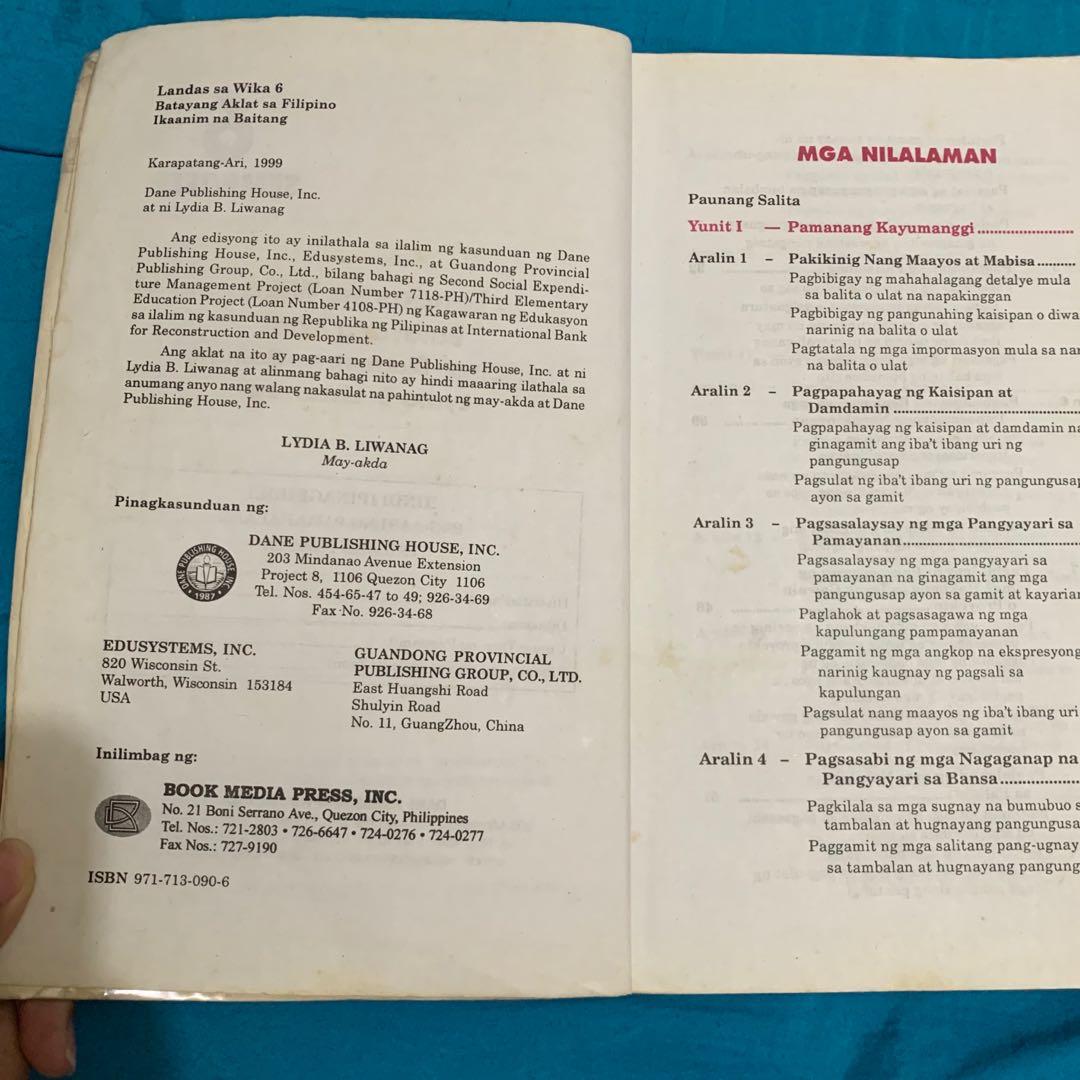 Landas sa Wika 6
Batayang Aklat sa Filipino
Ikaanim na Baitang
Karapatang-Ari, 1999
Dane Publishing House, Inc.
at ni Lydia B. Liwanag
Ang edisyong ito ay inilathala sa ilalim ng kasunduan ng Dane
Publishing House, Inc., Edusystems, Inc., at Guandong Provincial
Publishing Group, Co., Ltd., bilang bahagi ng Second Social Expendi-
ture Management Project (Loan Number 7118-PH)/Third Elementary
Education Project (Loan Number 4108-PH) ng Kagawaran ng Edukasyon
sa ilalim ng kasunduan ng Republika ng Pilipinas at International Bank
for Reconstruction and Development.
Ang aklat na ito ay pag-aari ng Dane Publishing House, Inc. at ni
Lydia B. Liwanag at alinmang bahagi nito ay hindi maaaring ilathala sa
anumang anyo nang walang nakasulat na pahintulot ng may-akda at Dane
Publishing House, Inc.
LYDIA B. LIWANAG
May-akda
Pinagkasunduan ng:
DANE PUBLISHING HOUSE INC
1987
DANE PUBLISHING HOUSE, INC.
203 Mindanao Avenue Extension
Project 8, 1106 Quezon City 1106
Tel. Nos. 454-65-47 to 49; 926-34-69
Fax No. 926-34-68
EDUSYSTEMS, INC.
820 Wisconsin St.
Walworth, Wisconsin 153184
USA
GUANDONG PROVINCIAL
PUBLISHING GROUP, CO., LTD.
East Huangshi Road
Shulyin Road
No. 11, GuangZhou, China
Inilimbag ng:
BOOK MEDIA PRESS, INC.
No. 21 Boni Serrano Ave., Quezon City, Philippines
Tel. Nos.: 721-2803 • 726-6647 • 724-0276 • 724-0277
Fax Nos.: 727-9190
ISBN 971-713-090-6
MGA NILALAMAN
Paunang Salita
Yunit I — Pamanang Kayumanggi ........................
Aralin 1 – Pakikinig Nang Maayos at Mabisa..........
Pagbibigay ng mahahalagang detalye mula
sa balita o ulat na napakinggan
Pagbibigay ng pangunahing kaisipan o diwa
narinig na balita o ulat
Pagtatala ng mga impormasyon mula sa
na balita o ulat
Aralin 2 – Pagpapahayag ng Kaisipan at
Damdamin ................................................
Pagpapahayag ng kaisipan at damdamin
ginagamit ang iba't ibang uri ng
pangungusap
Pagsulat ng iba't ibang uri ng pangungusap
ayon sa gamit
Aralin 3 – Pagsasalaysay ng mga Pangyayari sa
Pamayanan.............................................
Pagsasalaysay ng mga pangyayari sa
pamayanan na ginagamit ang mga
pangungusap ayon sa gamit at
Paglahok at pagsasagawa ng mga
kapulungang pampamayanan
Paggamit ng mga angkop na ekspresyong
narinig kaugnay ng pagsali sa
kapulungan
Pagsulat nang maayos ng iba't ibang uri
pangungusap ayon sa gamit
Aralin 4 – Pagsasabi ng mga Nagaganap na
Pangyayari sa Bansa....................
Pagkilala sa mga sugnay na bumubuo
tambalan at hugnayang
Paggamit ng mga salitang pang-ugnay
sa tambalan at hugnayang